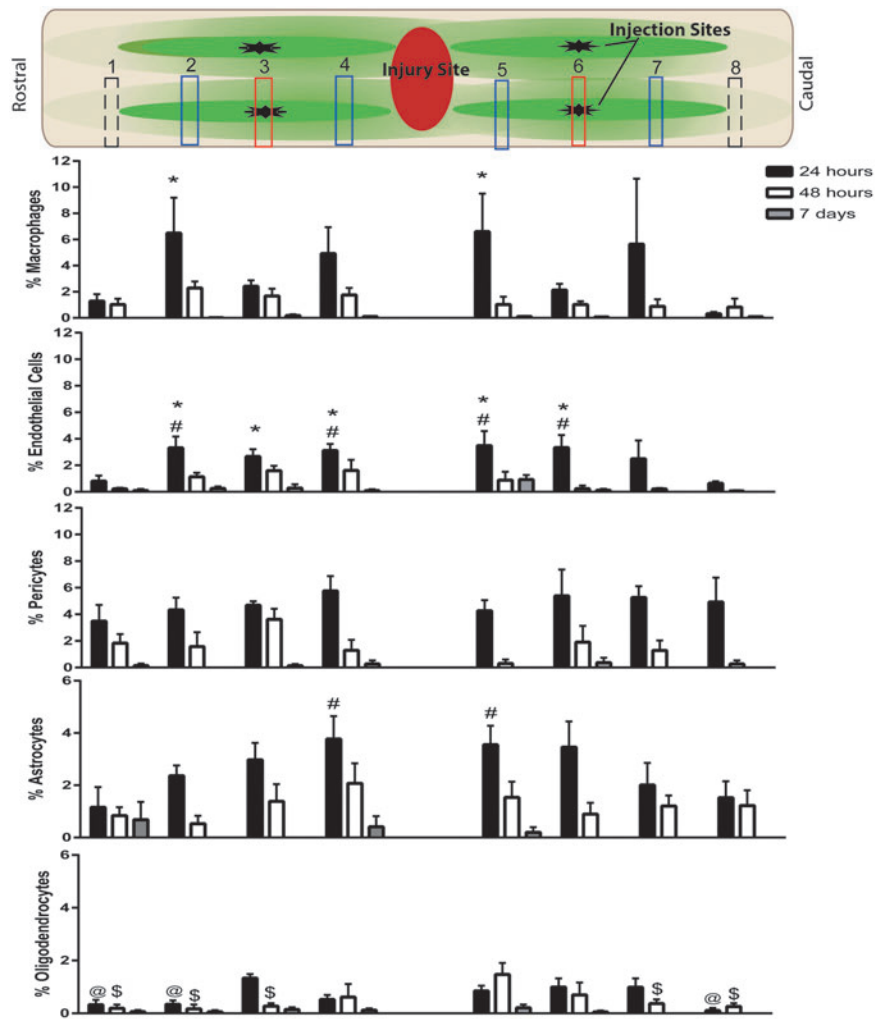 Rostral
Caudal
Injection Sites
Injury Site
1 2 3 4 5 6 7 8
24 hours
48 hours
7 days
% Macrophages
12
10
8
6
4
2
0
* *
% Endothelial Cells
12
10
8
6
4
2
0
* * * * *
# # # #
% Pericytes
12
10
8
6
4
2
0
% Astrocytes
6
4
2
0
# #
% Oligodendrocytes
6
4
2
0
@ $ @ $ $ $ @ $